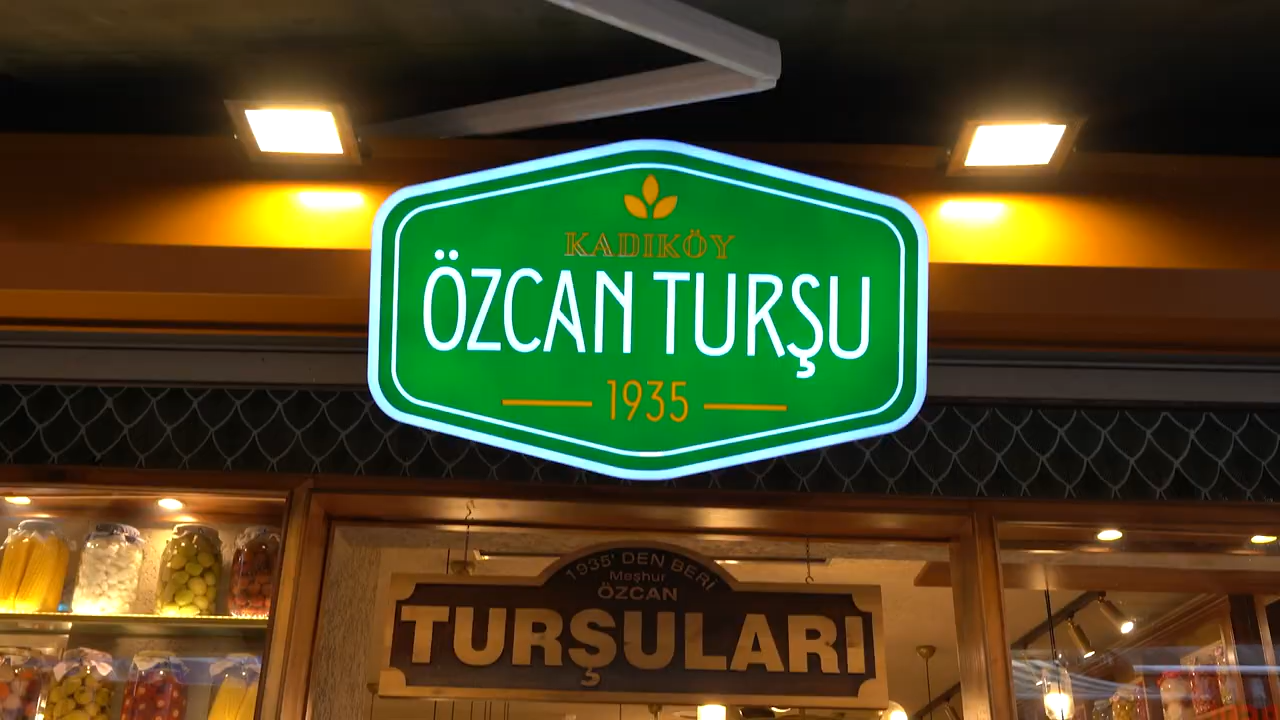 KADIKÖY
ÖZCAN TURŞU
1935
1935' DEN BERİ
Meşhur
ÖZCAN
TURŞULARI